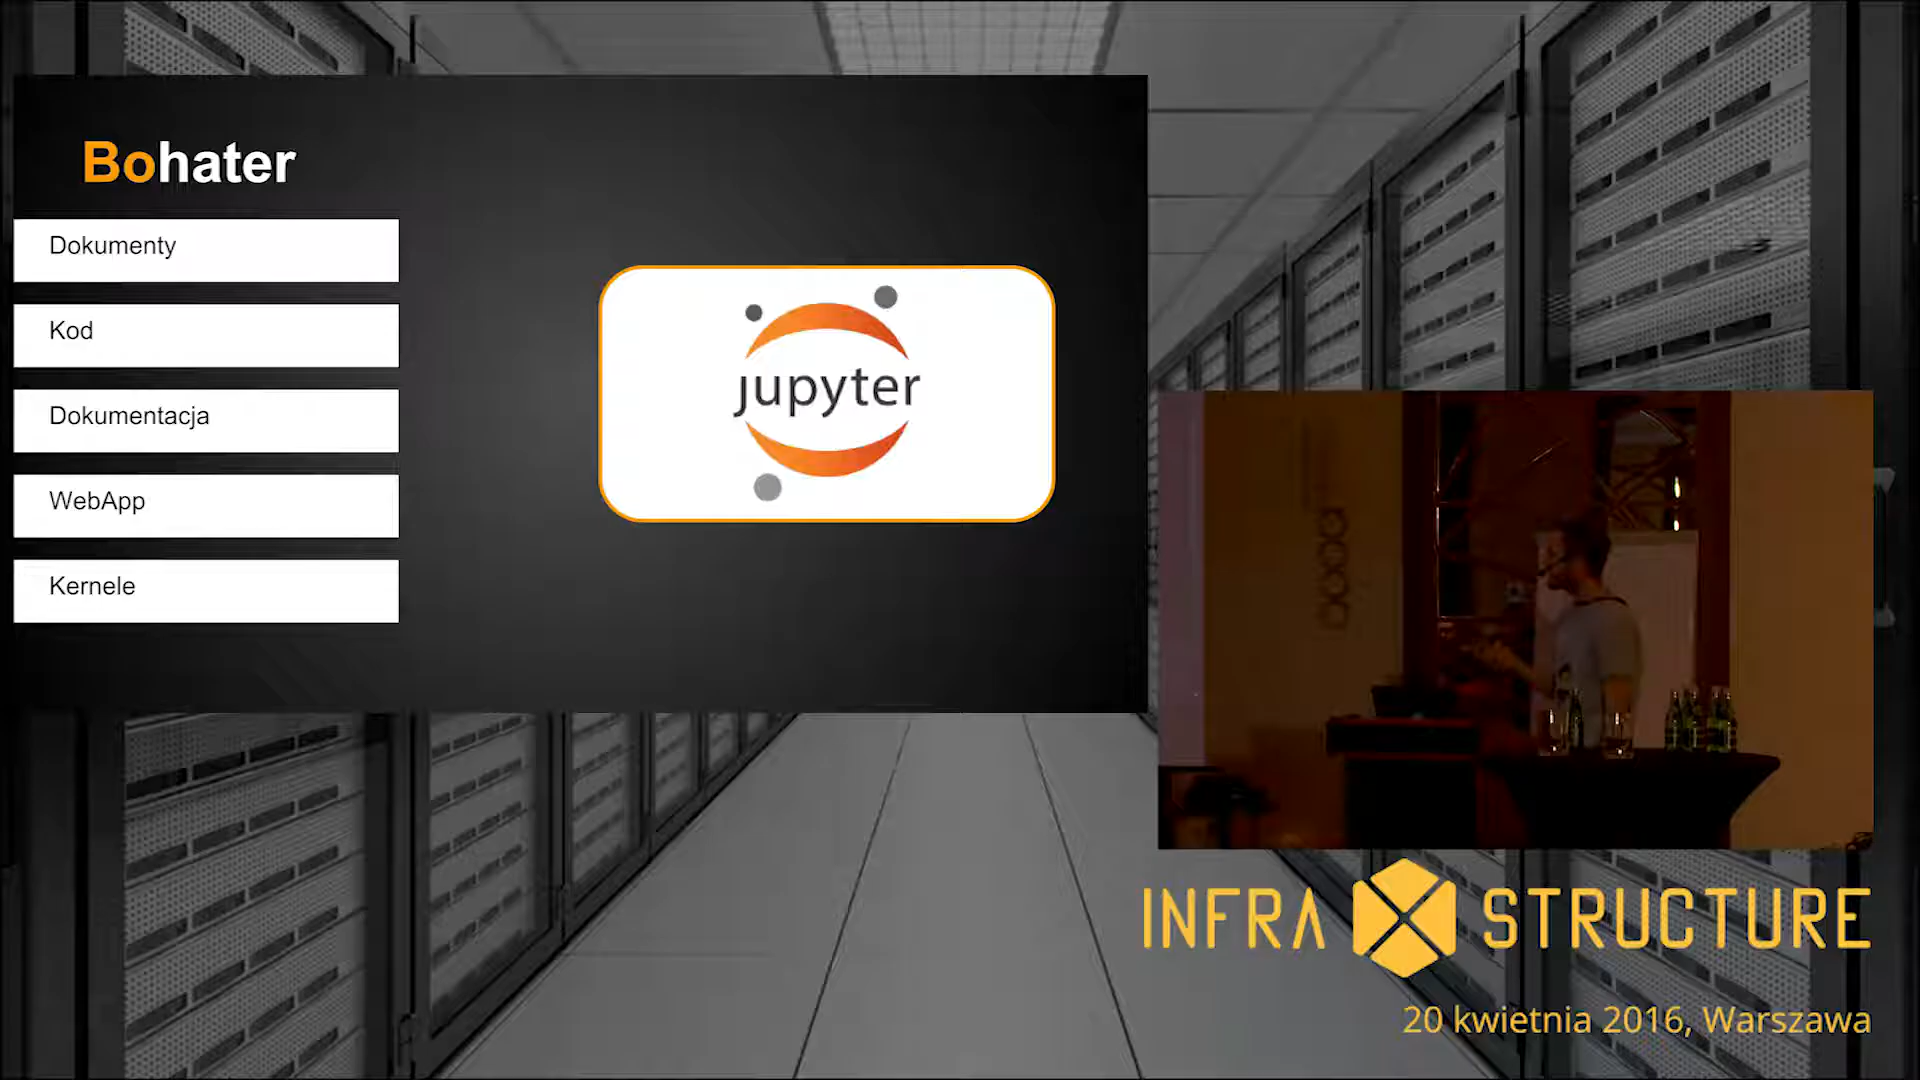 Bohater
Dokumenty
Kod
Dokumentacja
WebApp
Kernele
jupyter
INFRA STRUCTURE
20 kwietnia 2016, Warszawa